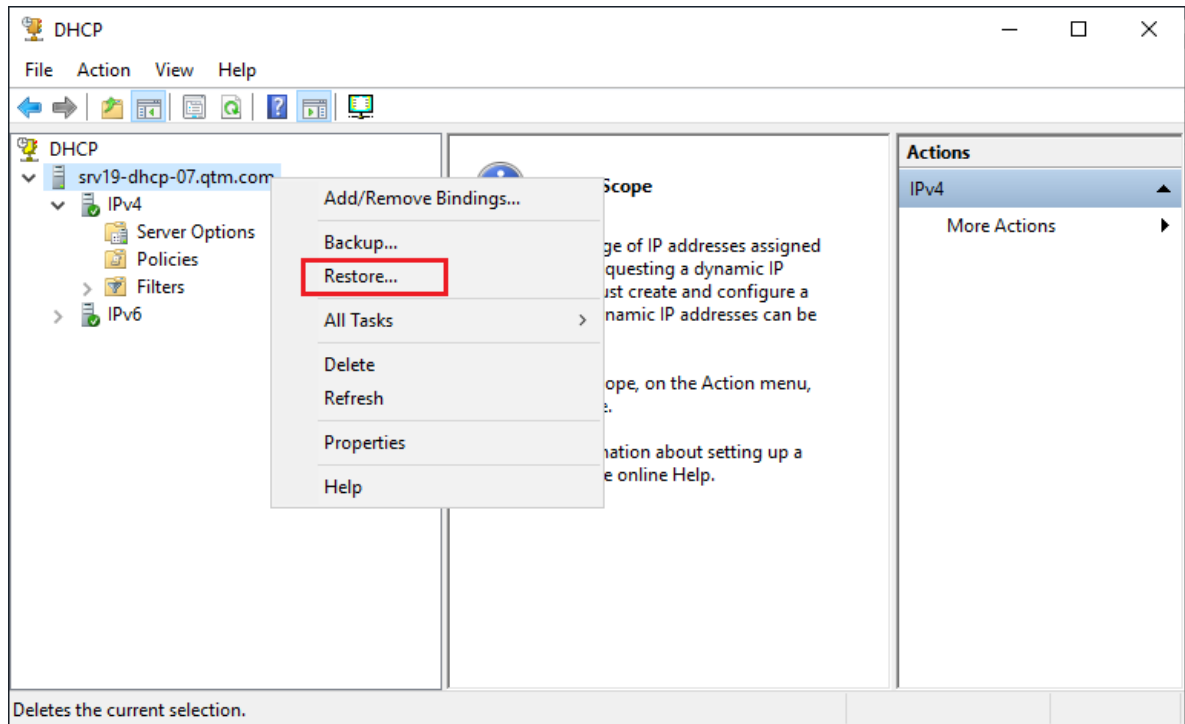 DHCP
File Action View Help
DHCP
srv19-dhcp-07.qtm.com
IPv4
Server Options
Policies
Filters
IPv6
Add/Remove Bindings...
Backup...
Restore...
All Tasks
Delete
Refresh
Properties
Help
Scope
ge of IP addresses assigned
questing a dynamic IP
ust create and configure a
namic IP addresses can be
ope, on the Action menu,
e.
nation about setting up a
e online Help.
Actions
IPv4
More Actions
Deletes the current selection.